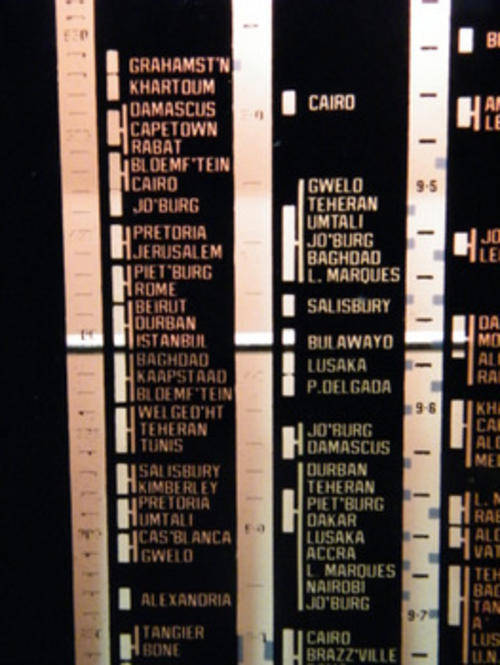 GRAHAMST'N
KHARTOUM
DAMASCUS
CAPETOWN
RABAT
BLOEMF'TEIN
CAIRO
JO'BURG
PRETORIA
JERUSALEM
PIET'BURG
ROME
BEIRUT
DURBAN
ISTANBUL
BAGHDAD
KAAPSTAAD
BLOEMF'TEIN
WELGED'HT
TEHERAN
TUNIS
SALISBURY
KIMBERLEY
PRETORIA
UMTALI
CAS'BLANCA
GWELO
ALEXANDRIA
TANGIER
BONE
CAIRO
GWELO
TEHERAN
UMTALI
JO'BURG
BAGHDAD
L. MARQUES
SALISBURY
BULAWAYO
LUSAKA
P.DELGADA
JO'BURG
DAMASCUS
DURBAN
TEHERAN
PIET'BURG
DAKAR
LUSAKA
ACCRA
L. MARQUES
NAIROBI
JO'BURG
CAIRO
BRAZZ'VILLE
9·5
9·6
9·7